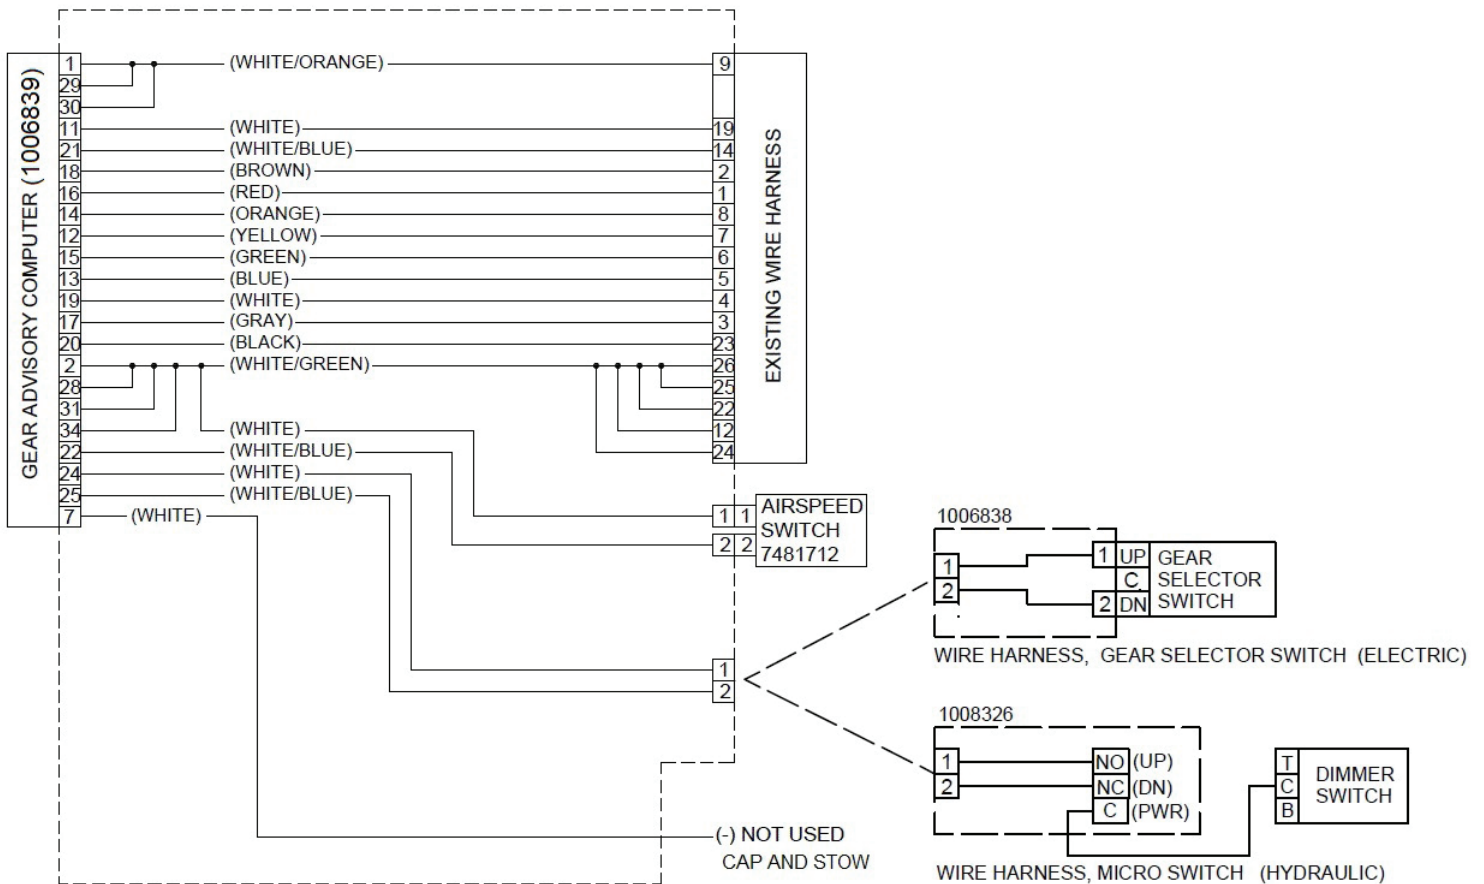 GEAR ADVISORY COMPUTER (1006839)
1 (WHITE/ORANGE) 9
29
30
11 (WHITE) 19
21 (WHITE/BLUE) 14
18 (BROWN) 2
16 (RED) 1
14 (ORANGE) 8
12 (YELLOW) 7
15 (GREEN) 6
13 (BLUE) 5
19 (WHITE) 4
17 (GRAY) 3
20 (BLACK) 23
2 (WHITE/GREEN) 26
28 25
31 22
34 (WHITE) 12
22 (WHITE/BLUE) 24
24 (WHITE)
25 (WHITE/BLUE)
7 (WHITE)
EXISTING WIRE HARNESS
1 1 AIRSPEED
SWITCH
2 2 7481712
1
2
(-) NOT USED
CAP AND STOW
1006838
1 1 UP GEAR
C. SELECTOR
2 2 DN SWITCH
WIRE HARNESS, GEAR SELECTOR SWITCH (ELECTRIC)
1008326
1 NO (UP) T
2 NC (DN) C DIMMER
C (PWR) B SWITCH
WIRE HARNESS, MICRO SWITCH (HYDRAULIC)